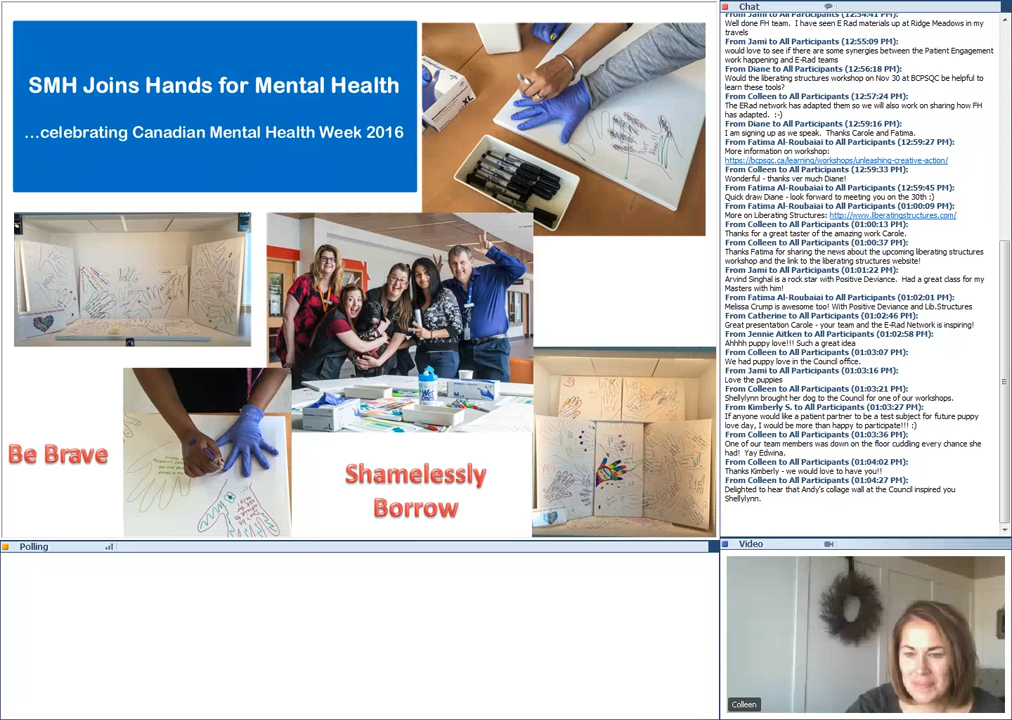 SMH Joins Hands for Mental Health
...celebrating Canadian Mental Health Week 2016
XL
Wet
Ones
Be Brave
Shamelessly
Borrow
Polling
Chat
From Jami to All Participants (12:54:41 PM):
Well done FH team. I have seen E Rad materials up at Ridge Meadows in my
travels
From Jami to All Participants (12:55:09 PM):
would love to see if there are some synergies between the Patient Engagement
work happening and E-Rad teams
From Diane to All Participants (12:56:18 PM):
Would the liberating structures workshop on Nov 30 at BCPSQC be helpful to
learn these tools?
From Colleen to All Participants (12:57:24 PM):
The ERad network has adapted them so we will also work on sharing how FH
has adapted. :-)
From Diane to All Participants (12:59:16 PM):
I am signing up as we speak. Thanks Carole and Fatima.
From Fatima Al-Roubaiai to All Participants (12:59:27 PM):
More information on workshop:
https://bcpsqc.ca/learning/workshops/unleashing-creative-action/
From Colleen to All Participants (12:59:33 PM):
Wonderful - thanks ver much Diane!
From Fatima Al-Roubaiai to All Participants (12:59:45 PM):
Quick draw Diane - look forward to meeting you on the 30th :)
From Fatima Al-Roubaiai to All Participants (01:00:09 PM):
More on Liberating Structures: http://www.liberatingstructures.com/
From Colleen to All Participants (01:00:13 PM):
Thanks for a great taster of the amazing work Carole.
From Colleen to All Participants (01:00:37 PM):
Thanks Fatima for sharing the news about the upcoming liberating structures
workshop and the link to the liberating structures website!
From Jami to All Participants (01:01:22 PM):
Arvind Singhal is a rock star with Positive Deviance. Had a great class for my
Masters with him!
From Fatima Al-Roubaiai to All Participants (01:02:01 PM):
Melissa Crump is awesome too! With Positive Deviance and Lib.Structures
From Catherine to All Participants (01:02:46 PM):
Great presentation Carole - your team and the E-Rad Network is inspiring!
From Jennie Aitken to All Participants (01:02:58 PM):
Ahhhh puppy love!!! Such a great idea
From Colleen to All Participants (01:03:07 PM):
We had puppy love in the Council office.
From Jami to All Participants (01:03:16 PM):
Love the puppies
From Colleen to All Participants (01:03:21 PM):
Shellylynn brought her dog to the Council for one of our workshops.
From Kimberly S. to All Participants (01:03:27 PM):
If anyone would like a patient partner to be a test subject for future puppy
love day, I would be more than happy to participate!!! :)
From Colleen to All Participants (01:03:36 PM):
One of our team members was down on the floor cuddling every chance she
had! Yay Edwina.
From Colleen to All Participants (01:04:02 PM):
Thanks Kimberly - we would love to have you!!
From Colleen to All Participants (01:04:27 PM):
Delighted to hear that Andy's collage wall at the Council inspired you
Shellylynn.
Video
Colleen